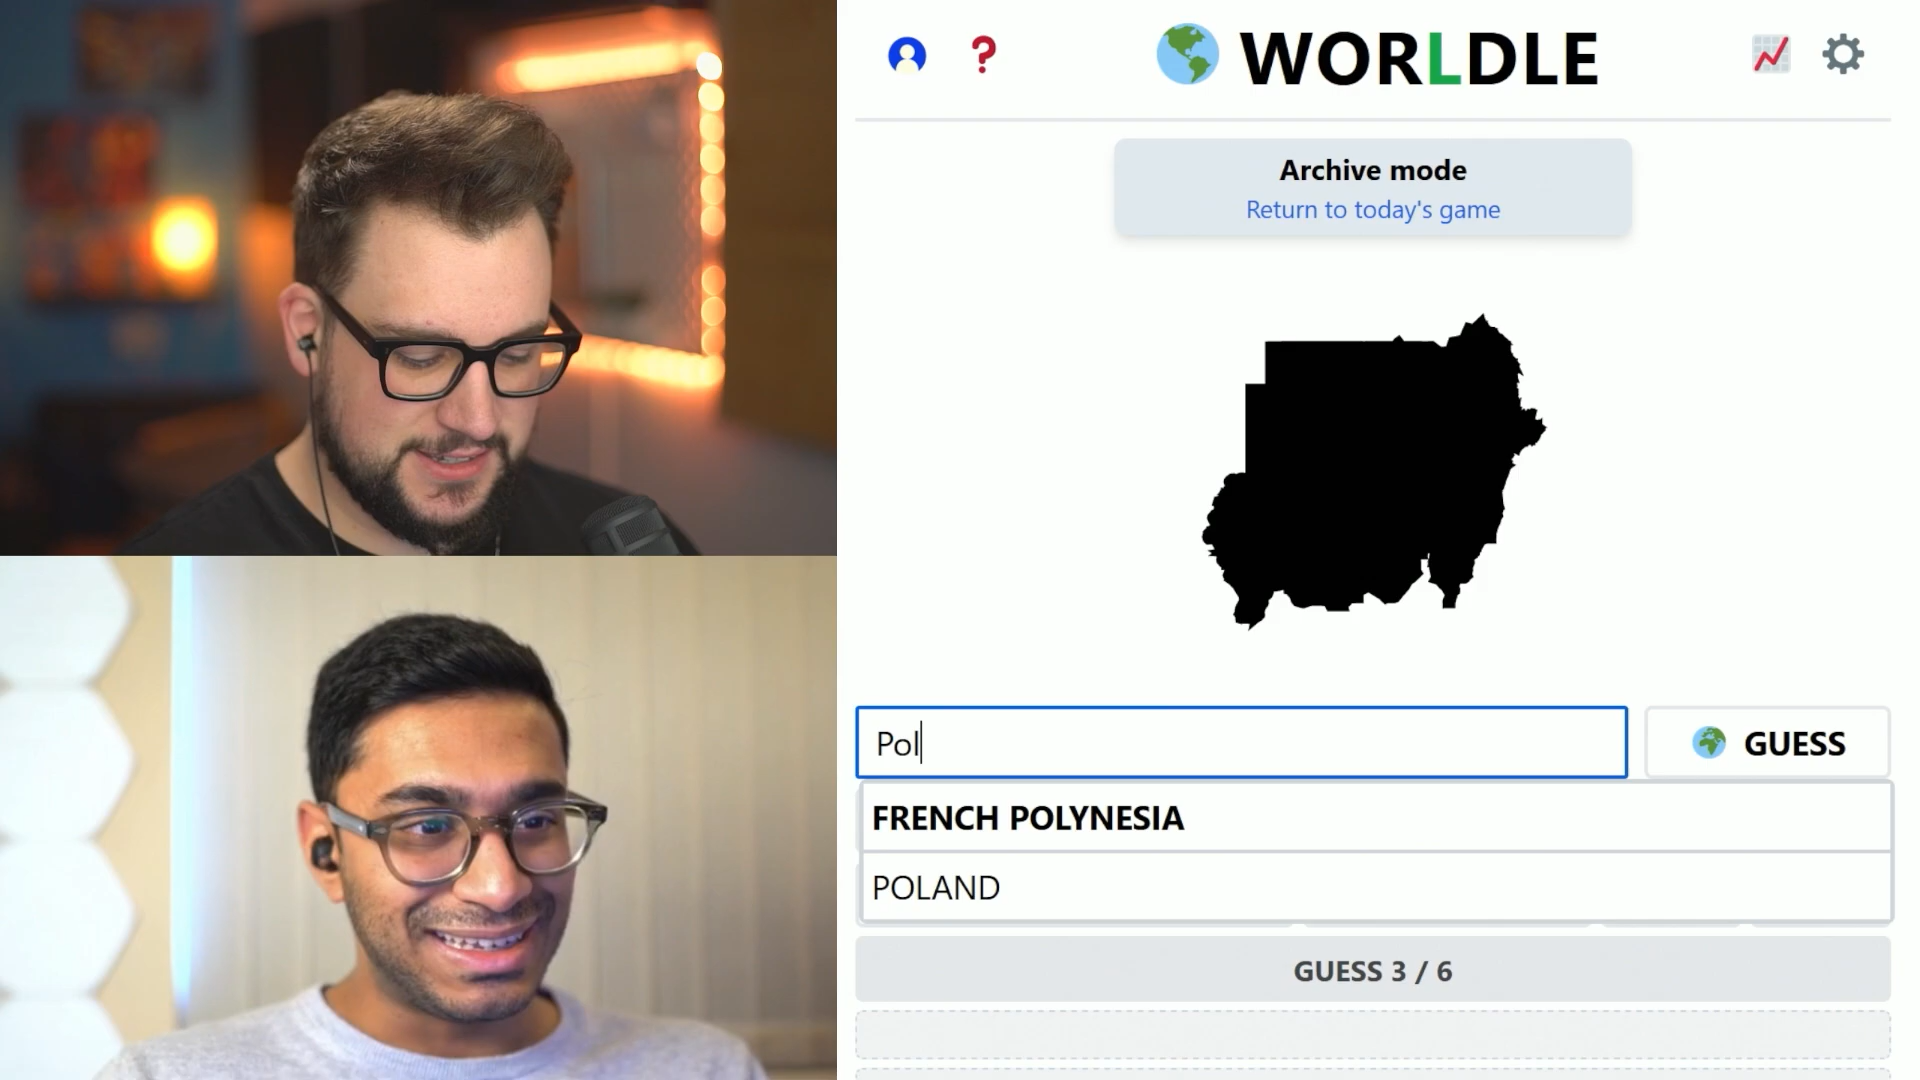 ?
WORLDLE
Archive mode
Return to today's game
Pol
GUESS
FRENCH POLYNESIA
POLAND
GUESS 3 / 6